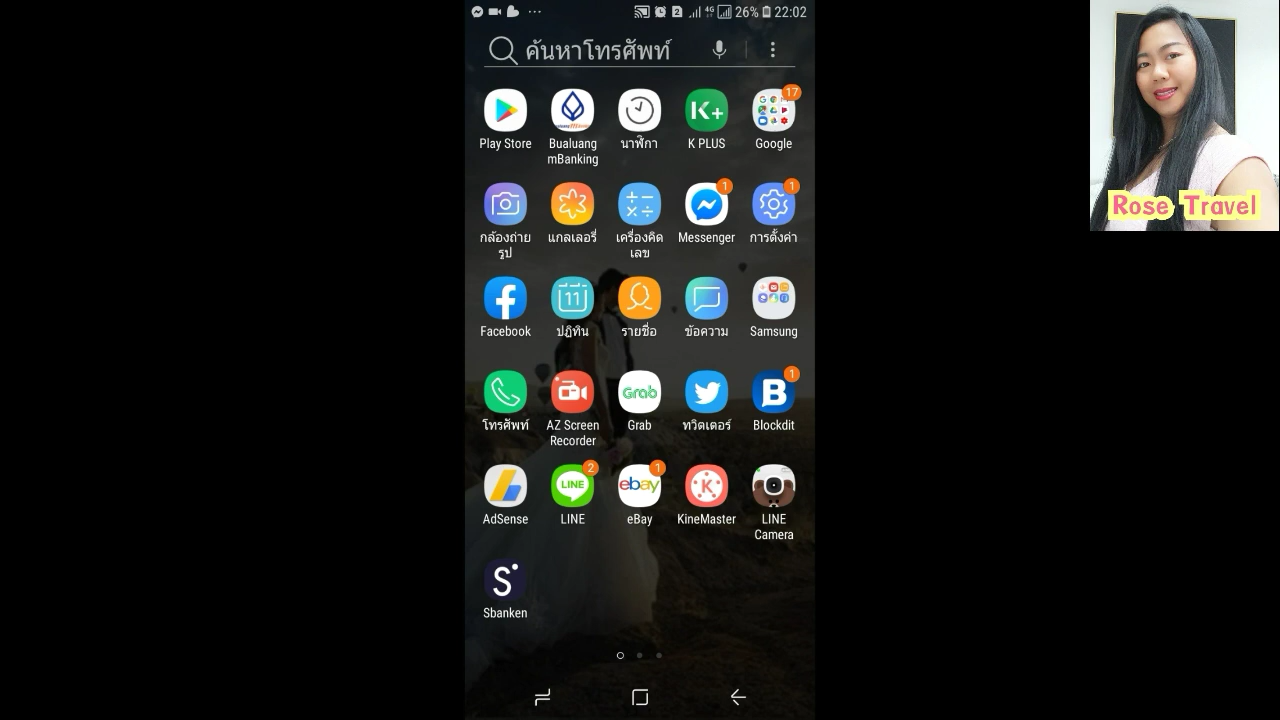 4G 26% 22:02
ค้นหาโทรศัพท์
17
Play Store Bualuang mBanking นาฬิกา K PLUS Google
K+
1 1
กล้องถ่ายรูป แกลเลอรี่ เครื่องคิดเลข Messenger การตั้งค่า
11
Facebook ปฏิทิน รายชื่อ ข้อความ Samsung
Grab B 1
โทรศัพท์ AZ Screen Recorder Grab ทวิตเตอร์ Blockdit
LINE 2 ebay 1 K
AdSense LINE eBay KineMaster LINE Camera
S
Sbanken
Rose Travel